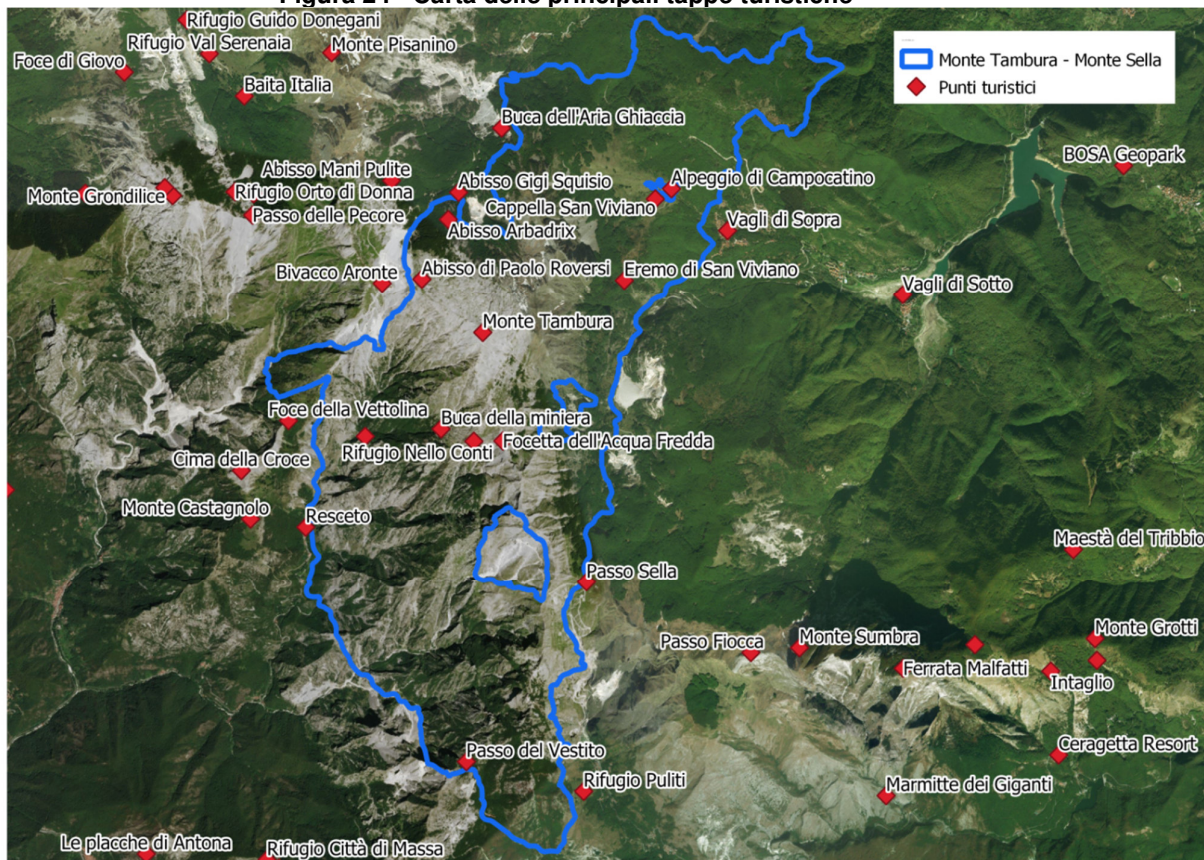 Figura 24 - Carta delle principali tappe turistiche
Rifugio Guido Donegani
Rifugio Val Serenaia
Monte Pisanino
Foce di Giovo
Baita Italia
Monte Tambura - Monte Sella
Punti turistici
Buca dell'Aria Ghiaccia
BOSA Geopark
Abisso Mani Pulite
Monte Grondilice
Rifugio Orto di Donna
Abisso Gigi Squisio
Alpeggio di Campocatino
Cappella San Viviano
Passo delle Pecore
Abisso Arbadrix
Vagli di Sopra
Bivacco Aronte
Abisso di Paolo Roversi
Eremo di San Viviano
Vagli di Sotto
Monte Tambura
Foce della Vettolina
Buca della miniera
Rifugio Nello Conti
Focetta dell'Acqua Fredda
Cima della Croce
Monte Castagnolo
Resceto
Maestà del Tribbio
Passo Sella
Passo Fiocca
Monte Sumbra
Monte Grotti
Ferrata Malfatti
Intaglio
Passo del Vestito
Ceragetta Resort
Rifugio Puliti
Marmitte dei Giganti
Le placche di Antona
Rifugio Città di Massa